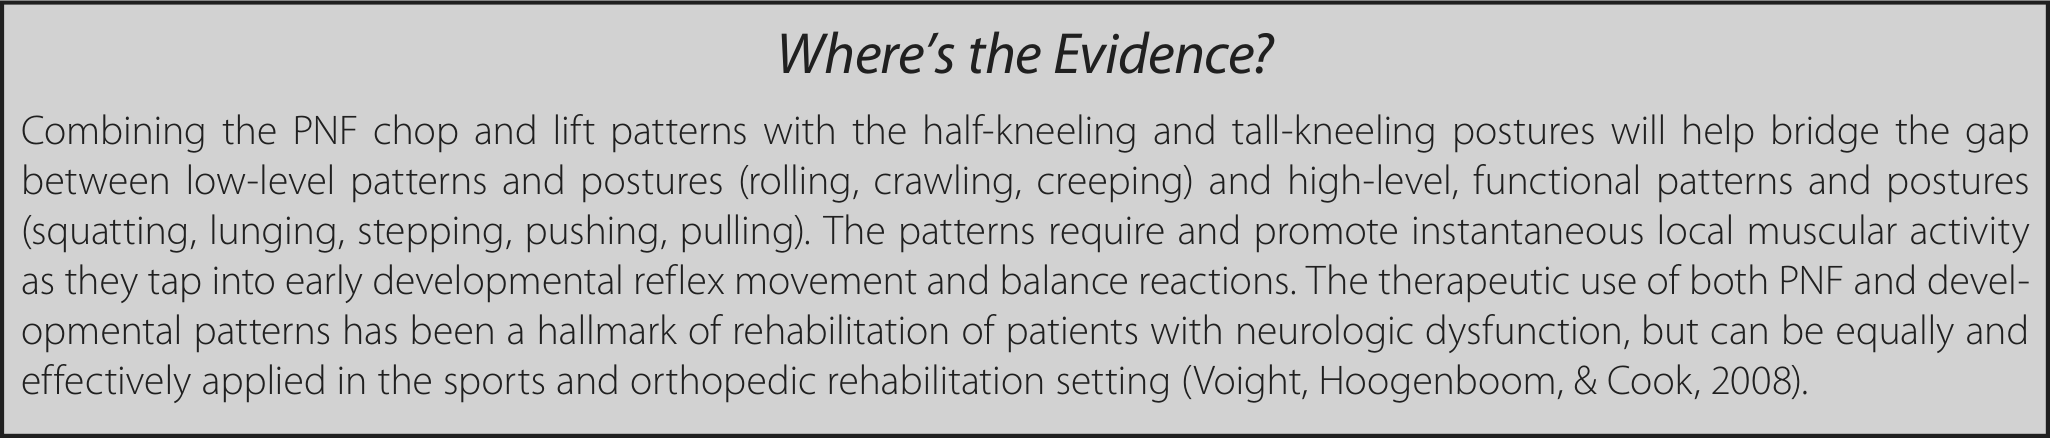 Where’s the Evidence?
Combining the PNF chop and lift patterns with the half-kneeling and tall-kneeling postures will help bridge the gap
between low-level patterns and postures (rolling, crawling, creeping) and high-level, functional patterns and postures
(squatting, lunging, stepping, pushing, pulling). The patterns require and promote instantaneous local muscular activity
as they tap into early developmental reflex movement and balance reactions. The therapeutic use of both PNF and devel-
opmental patterns has been a hallmark of rehabilitation of patients with neurologic dysfunction, but can be equally and
effectively applied in the sports and orthopedic rehabilitation setting (Voight, Hoogenboom, & Cook, 2008).